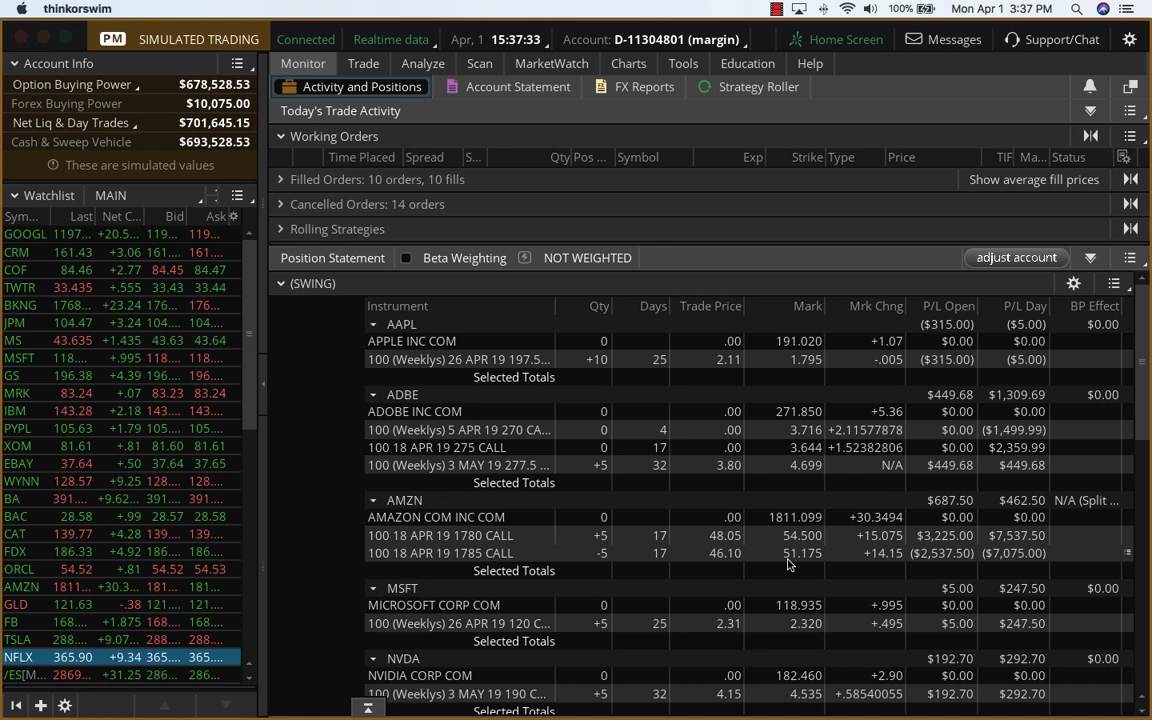 thinkorswim 100% Mon Apr 1 3:37 PM
PM SIMULATED TRADING Connected Realtime data Apr, 1 15:37:33 Account: D-11304801 (margin) Home Screen Messages Support/Chat
Account Info
Option Buying Power $678,528.53
Forex Buying Power $10,075.00
Net Liq & Day Trades $701,645.15
Cash & Sweep Vehicle $693,528.53
These are simulated values
Watchlist MAIN
Sym... Last Net C... Bid Ask
GOOGL 1197... +20.5... 119... 119...
CRM 161.43 +3.06 161.... 161....
COF 84.46 +2.77 84.45 84.47
TWTR 33.435 +.555 33.43 33.44
BKNG 1768... +23.24 176... 176...
JPM 104.47 +3.24 104.... 104....
MS 43.635 +1.435 43.63 43.64
MSFT 118.... +.995 118.... 118....
GS 196.38 +4.39 196.... 196....
MRK 83.24 +.07 83.23 83.24
IBM 143.28 +2.18 143.... 143....
PYPL 105.63 +1.79 105.... 105....
XOM 81.61 +.81 81.60 81.61
EBAY 37.64 +.50 37.64 37.65
WYNN 128.57 +9.25 128.... 128....
BA 391.... +9.62... 391.... 391....
BAC 28.58 +.99 28.57 28.58
CAT 139.77 +4.28 139.... 139....
FDX 186.33 +4.92 186.... 186....
ORCL 54.52 +.81 54.52 54.53
AMZN 1811... +30.3... 181... 181...
GLD 121.63 -.38 121.... 121....
FB 168.... +1.875 168.... 168....
TSLA 288.... +9.07... 288.... 288....
NFLX 365.90 +9.34 365.... 365....
/ES[M... 2869... +31.25 286... 286...
Monitor Trade Analyze Scan MarketWatch Charts Tools Education Help
Activity and Positions Account Statement FX Reports Strategy Roller
Today's Trade Activity
Working Orders
Time Placed Spread S... Qty Pos ... Symbol Exp Strike Type Price TIF Ma... Status
Filled Orders: 10 orders, 10 fills Show average fill prices
Cancelled Orders: 14 orders
Rolling Strategies
Position Statement Beta Weighting NOT WEIGHTED adjust account
(SWING)
Instrument Qty Days Trade Price Mark Mrk Chng P/L Open P/L Day BP Effect
AAPL ($315.00) ($5.00) $0.00
APPLE INC COM 0 .00 191.020 +1.07 $0.00 $0.00
100 (Weeklys) 26 APR 19 197.5... +10 25 2.11 1.795 -.005 ($315.00) ($5.00)
Selected Totals
ADBE $449.68 $1,309.69 $0.00
ADOBE INC COM 0 .00 271.850 +5.36 $0.00 $0.00
100 (Weeklys) 5 APR 19 270 CA... 0 4 .00 3.716 +2.11577878 $0.00 ($1,499.99)
100 18 APR 19 275 CALL 0 17 .00 3.644 +1.52382806 $0.00 $2,359.99
100 (Weeklys) 3 MAY 19 277.5 ... +5 32 3.80 4.699 N/A $449.68 $449.68
Selected Totals
AMZN $687.50 $462.50 N/A (Split ...
AMAZON COM INC COM 0 .00 1811.099 +30.3494 $0.00 $0.00
100 18 APR 19 1780 CALL +5 17 48.05 54.500 +15.075 $3,225.00 $7,537.50
100 18 APR 19 1785 CALL -5 17 46.10 51.175 +14.15 ($2,537.50) ($7,075.00)
Selected Totals
MSFT $5.00 $247.50 $0.00
MICROSOFT CORP COM 0 .00 118.935 +.995 $0.00 $0.00
100 (Weeklys) 26 APR 19 120 C... +5 25 2.31 2.320 +.495 $5.00 $247.50
Selected Totals
NVDA $192.70 $292.70 $0.00
NVIDIA CORP COM 0 .00 182.460 +2.90 $0.00 $0.00
100 (Weeklys) 3 MAY 19 190 C... +5 32 4.15 4.535 +.58540055 $192.70 $292.70
Selected Totals